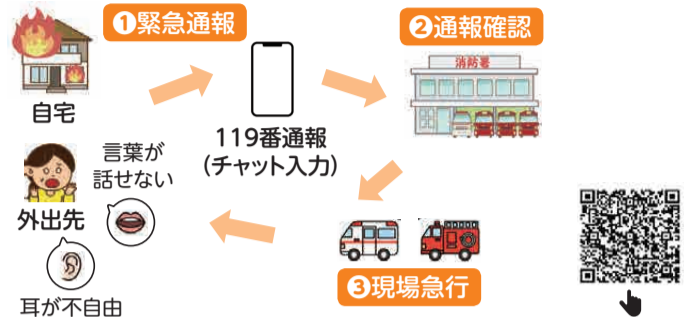 ❶緊急通報
❷通報確認
消防署
自宅
119番通報
(チャット入力)
言葉が
話せない
外出先
耳が不自由
❸現場急行